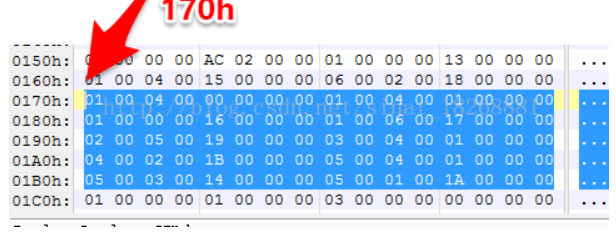 170h
0150h: 00 00 00 AC 02 00 00 01 00 00 00 13 00 00 00 ...
0160h: 01 00 04 00 15 00 00 00 06 00 02 00 18 00 00 00 ...
0170h: 01 00 04 00 00 00 00 00 01 00 04 00 01 00 00 00
0180h: 01 00 00 00 16 00 00 00 01 00 06 00 17 00 00 00
0190h: 02 00 05 00 19 00 00 00 03 00 04 00 01 00 00 00
01A0h: 04 00 02 00 1B 00 00 00 05 00 04 00 01 00 00 00
01B0h: 05 00 03 00 14 00 00 00 05 00 01 00 1A 00 00 00
01C0h: 01 00 00 00 01 00 00 00 03 00 00 00 00 00 00 00 ...